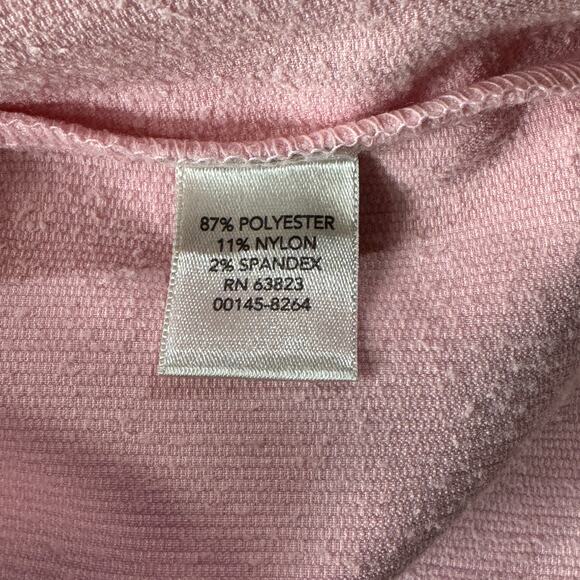 87% POLYESTER
11% NYLON
2% SPANDEX
RN 63823
00145-8264